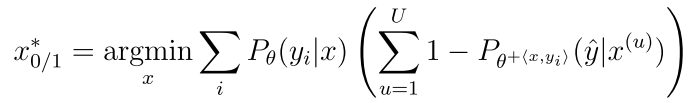 $x^*_{0/1} = \underset{x}{\mathrm{argmin}} \sum_i P_\theta(y_i|x) \left( \sum_{u=1}^{U} 1 - P_{\theta^{+\langle x, y_i \rangle}}(\hat{y}|x^{(u)}) \right)$